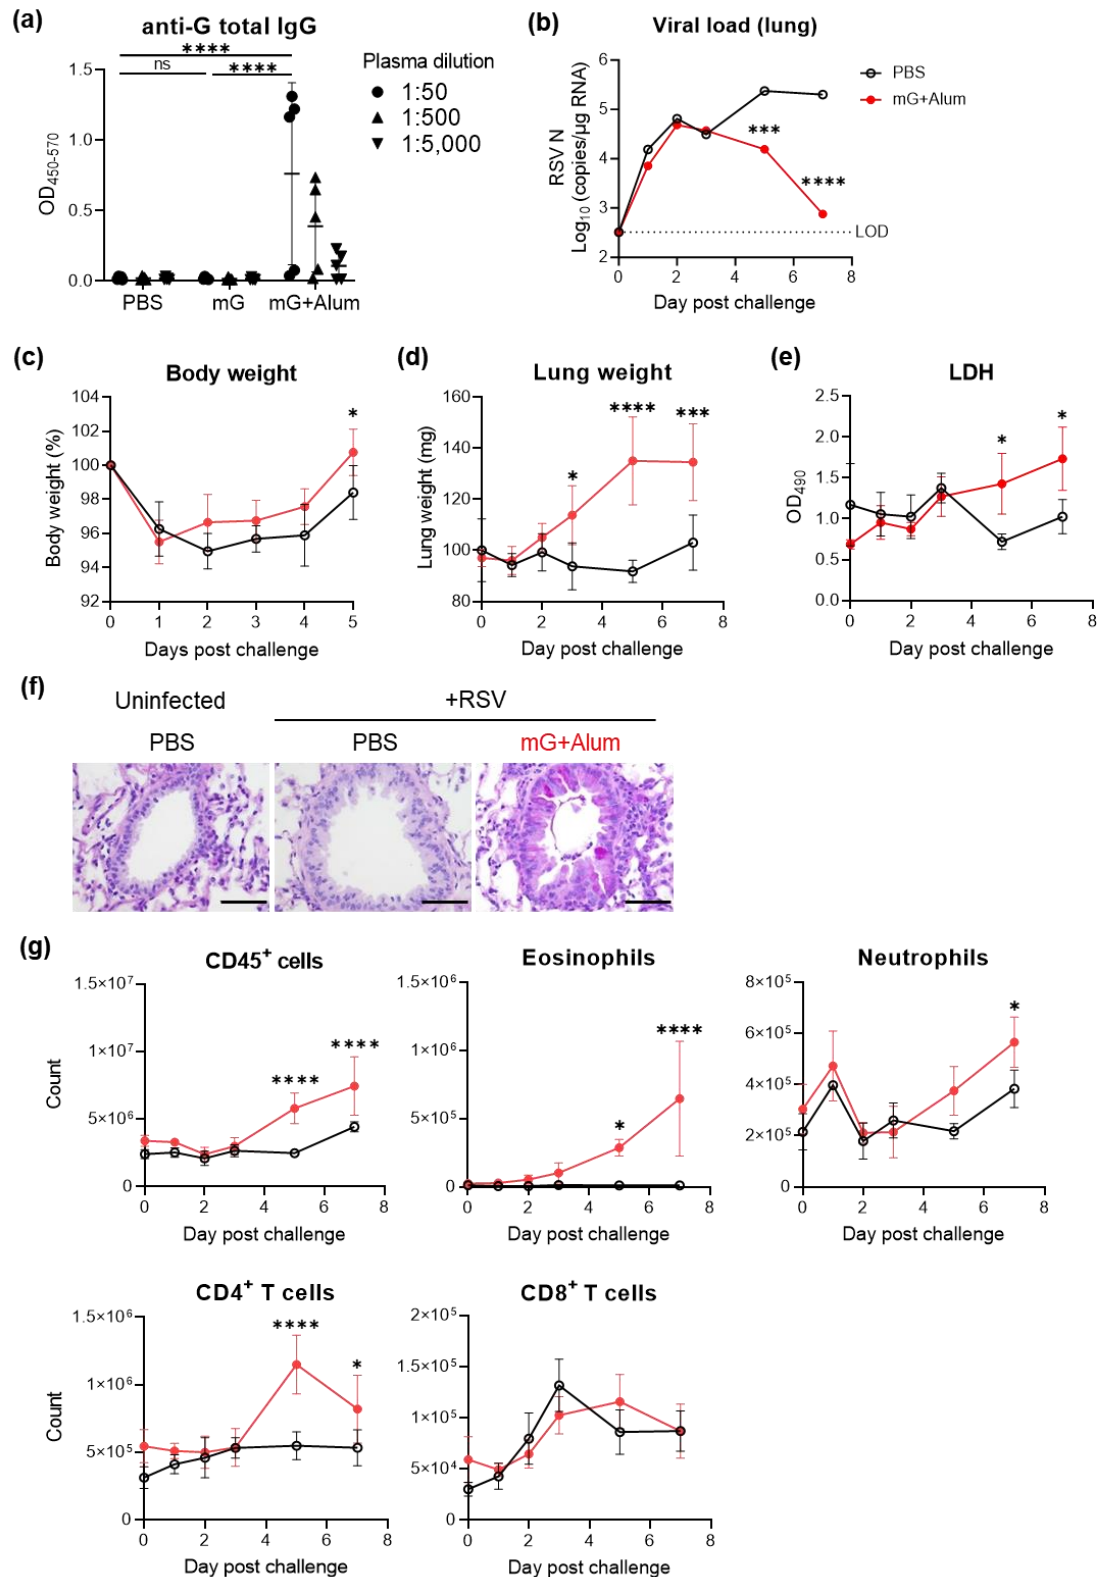 (a)
anti-G total IgG
****
ns
****
OD450-570
1.5
1.0
0.5
0.0
PBS
mG
mG+Alum
Plasma dilution
1:50
1:500
1:5,000
(b)
Viral load (lung)
RSV N
Log10 (copies/µg RNA)
6
5
4
3
2
***
****
LOD
0
2
4
6
8
Day post challenge
PBS
mG+Alum
(c)
Body weight
Body weight (%)
104
102
100
98
96
94
92
*
0
1
2
3
4
5
Days post challenge
(d)
Lung weight
Lung weight (mg)
160
140
120
100
80
*
****
***
0
2
4
6
8
Day post challenge
(e)
LDH
OD490
2.5
2.0
1.5
1.0
0.5
0.0
*
*
0
2
4
6
8
Day post challenge
(f)
Uninfected
+RSV
PBS
PBS
mG+Alum
(g)
CD45+ cells
Count
1.5×10^7
1×10^7
5×10^6
0
****
****
0
2
4
6
8
Day post challenge
Eosinophils
1.5×10^6
1×10^6
5×10^5
0
*
****
0
2
4
6
8
Day post challenge
Neutrophils
8×10^5
6×10^5
4×10^5
2×10^5
0
*
0
2
4
6
8
Day post challenge
CD4+ T cells
Count
1.5×10^6
1×10^6
5×10^5
0
****
*
0
2
4
6
8
Day post challenge
CD8+ T cells
2×10^5
1.5×10^5
1×10^5
5×10^4
0
0
2
4
6
8
Day post challenge